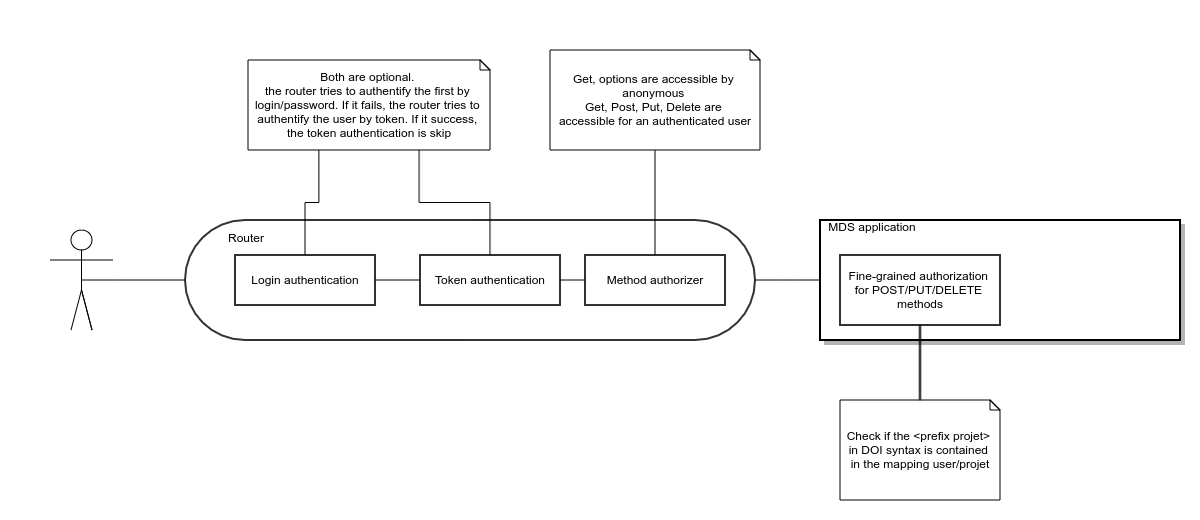 Both are optional.
the router tries to authentify the first by
login/password. If it fails, the router tries to
authentify the user by token. If it success,
the token authentication is skip
Get, options are accessible by
anonymous
Get, Post, Put, Delete are
accessible for an authenticated user
Router
Login authentication
Token authentication
Method authorizer
MDS application
Fine-grained authorization
for POST/PUT/DELETE
methods
Check if the <prefix projet>
in DOI syntax is contained
in the mapping user/projet